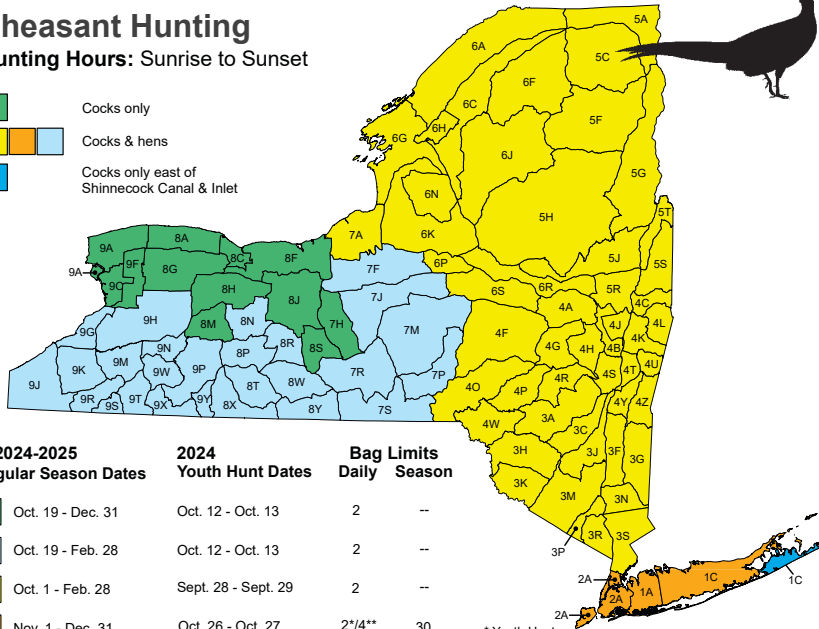 heasant Hunting
unting Hours: Sunrise to Sunset
Cocks only
Cocks & hens
Cocks only east of
Shinnecock Canal & Inlet
5A
6A
5C
6F
6C
6H
5F
6G
6J
5G
6N
5H
5T
7A
6K
9A
8A
8C
8F
9F
8G
9A
9C
6P
7F
5J
5S
8H
7J
6S
6R
5R
8J
4A
4C
9H
8M
8N
7H
7M
4F
4J
4L
9G
4K
8R
8S
4G
4H
4B
9N
8P
9M
9K
9W
9P
7R
7P
4R
4S
4T
4U
9J
8T
8W
4O
4P
9R
9S
9T
9X
9Y
8X
8Y
7S
4Y
4Z
4W
3A
3C
3H
3J
3F
3G
3K
3M
3N
3R
3S
3P
2A
2A
1A
1C
1C
2A
2024-2025
gular Season Dates
2024
Youth Hunt Dates
Bag Limits
Daily Season
Oct. 19 - Dec. 31 Oct. 12 - Oct. 13 2 --
Oct. 19 - Feb. 28 Oct. 12 - Oct. 13 2 --
Oct. 1 - Feb. 28 Sept. 28 - Sept. 29 2 --
Nov. 1 - Dec. 31 Oct. 26 - Oct. 27 2*/4** 30
* Youth Hunt